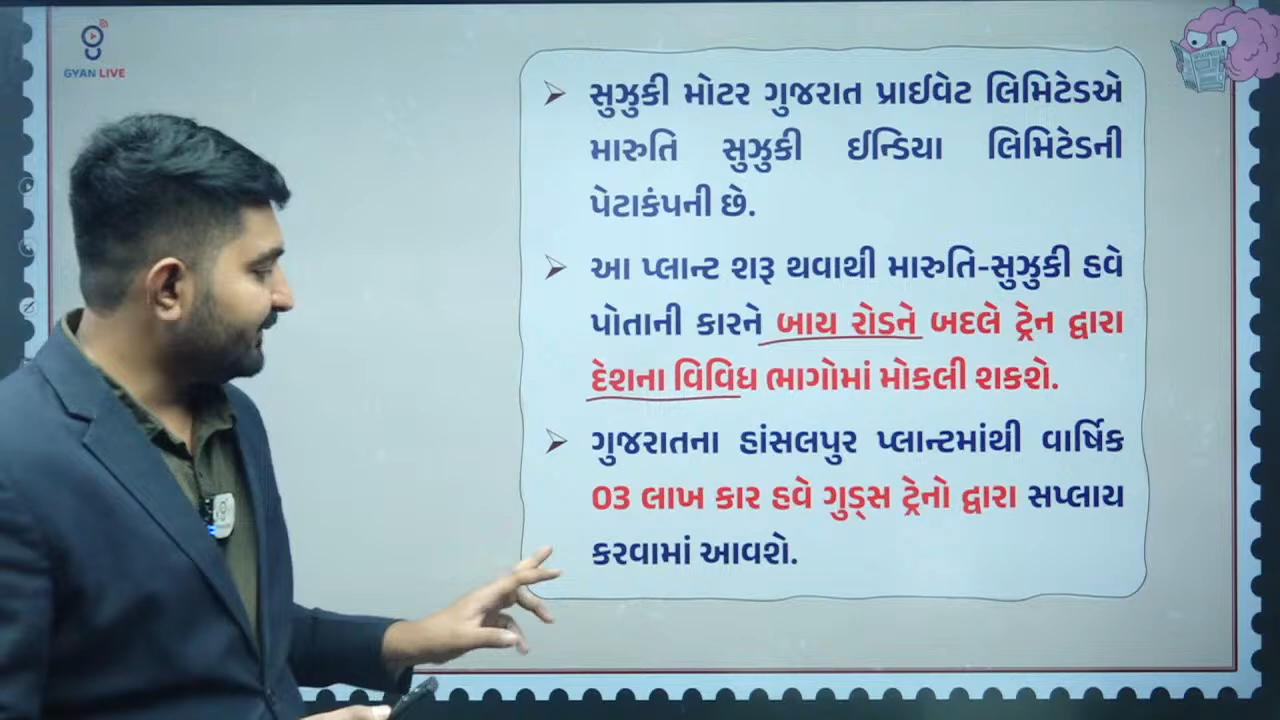 GYAN LIVE
સુઝુકી મોટર ગુજરાત પ્રાઈવેટ લિમિટેડએ
મારુતિ સુઝુકી ઈન્ડિયા લિમિટેડની
પેટાકંપની છે.
આ પ્લાન્ટ શરૂ થવાથી મારુતિ-સુઝુકી હવે
પોતાની કારને બાય રોડને બદલે ટ્રેન દ્વારા
દેશના વિવિધ ભાગોમાં મોકલી શકશે.
ગુજરાતના હાંસલપુર પ્લાન્ટમાંથી વાર્ષિક
03 લાખ કાર હવે ગુડ્સ ટ્રેનો દ્વારા સપ્લાય
કરવામાં આવશે.